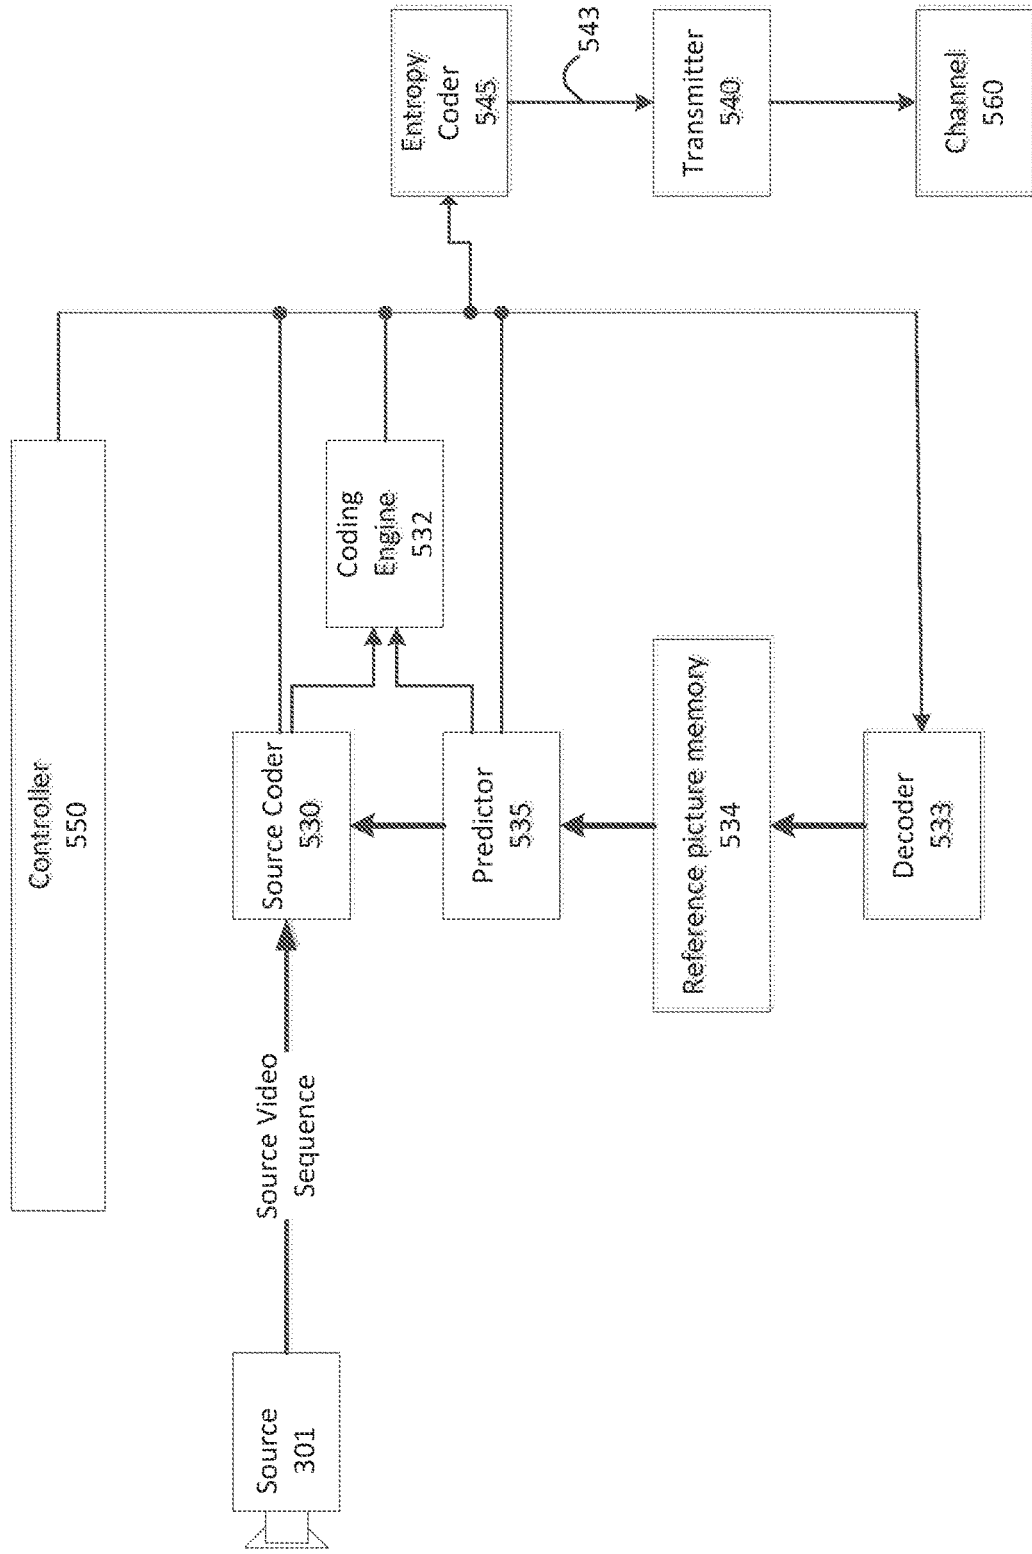 Controller
550
Source
301
Source Video
Sequence
Source Coder
530
Coding
Engine
532
Predictor
535
Reference picture memory
534
Decoder
533
Entropy
Coder
545
543
Transmitter
540
Channel
560